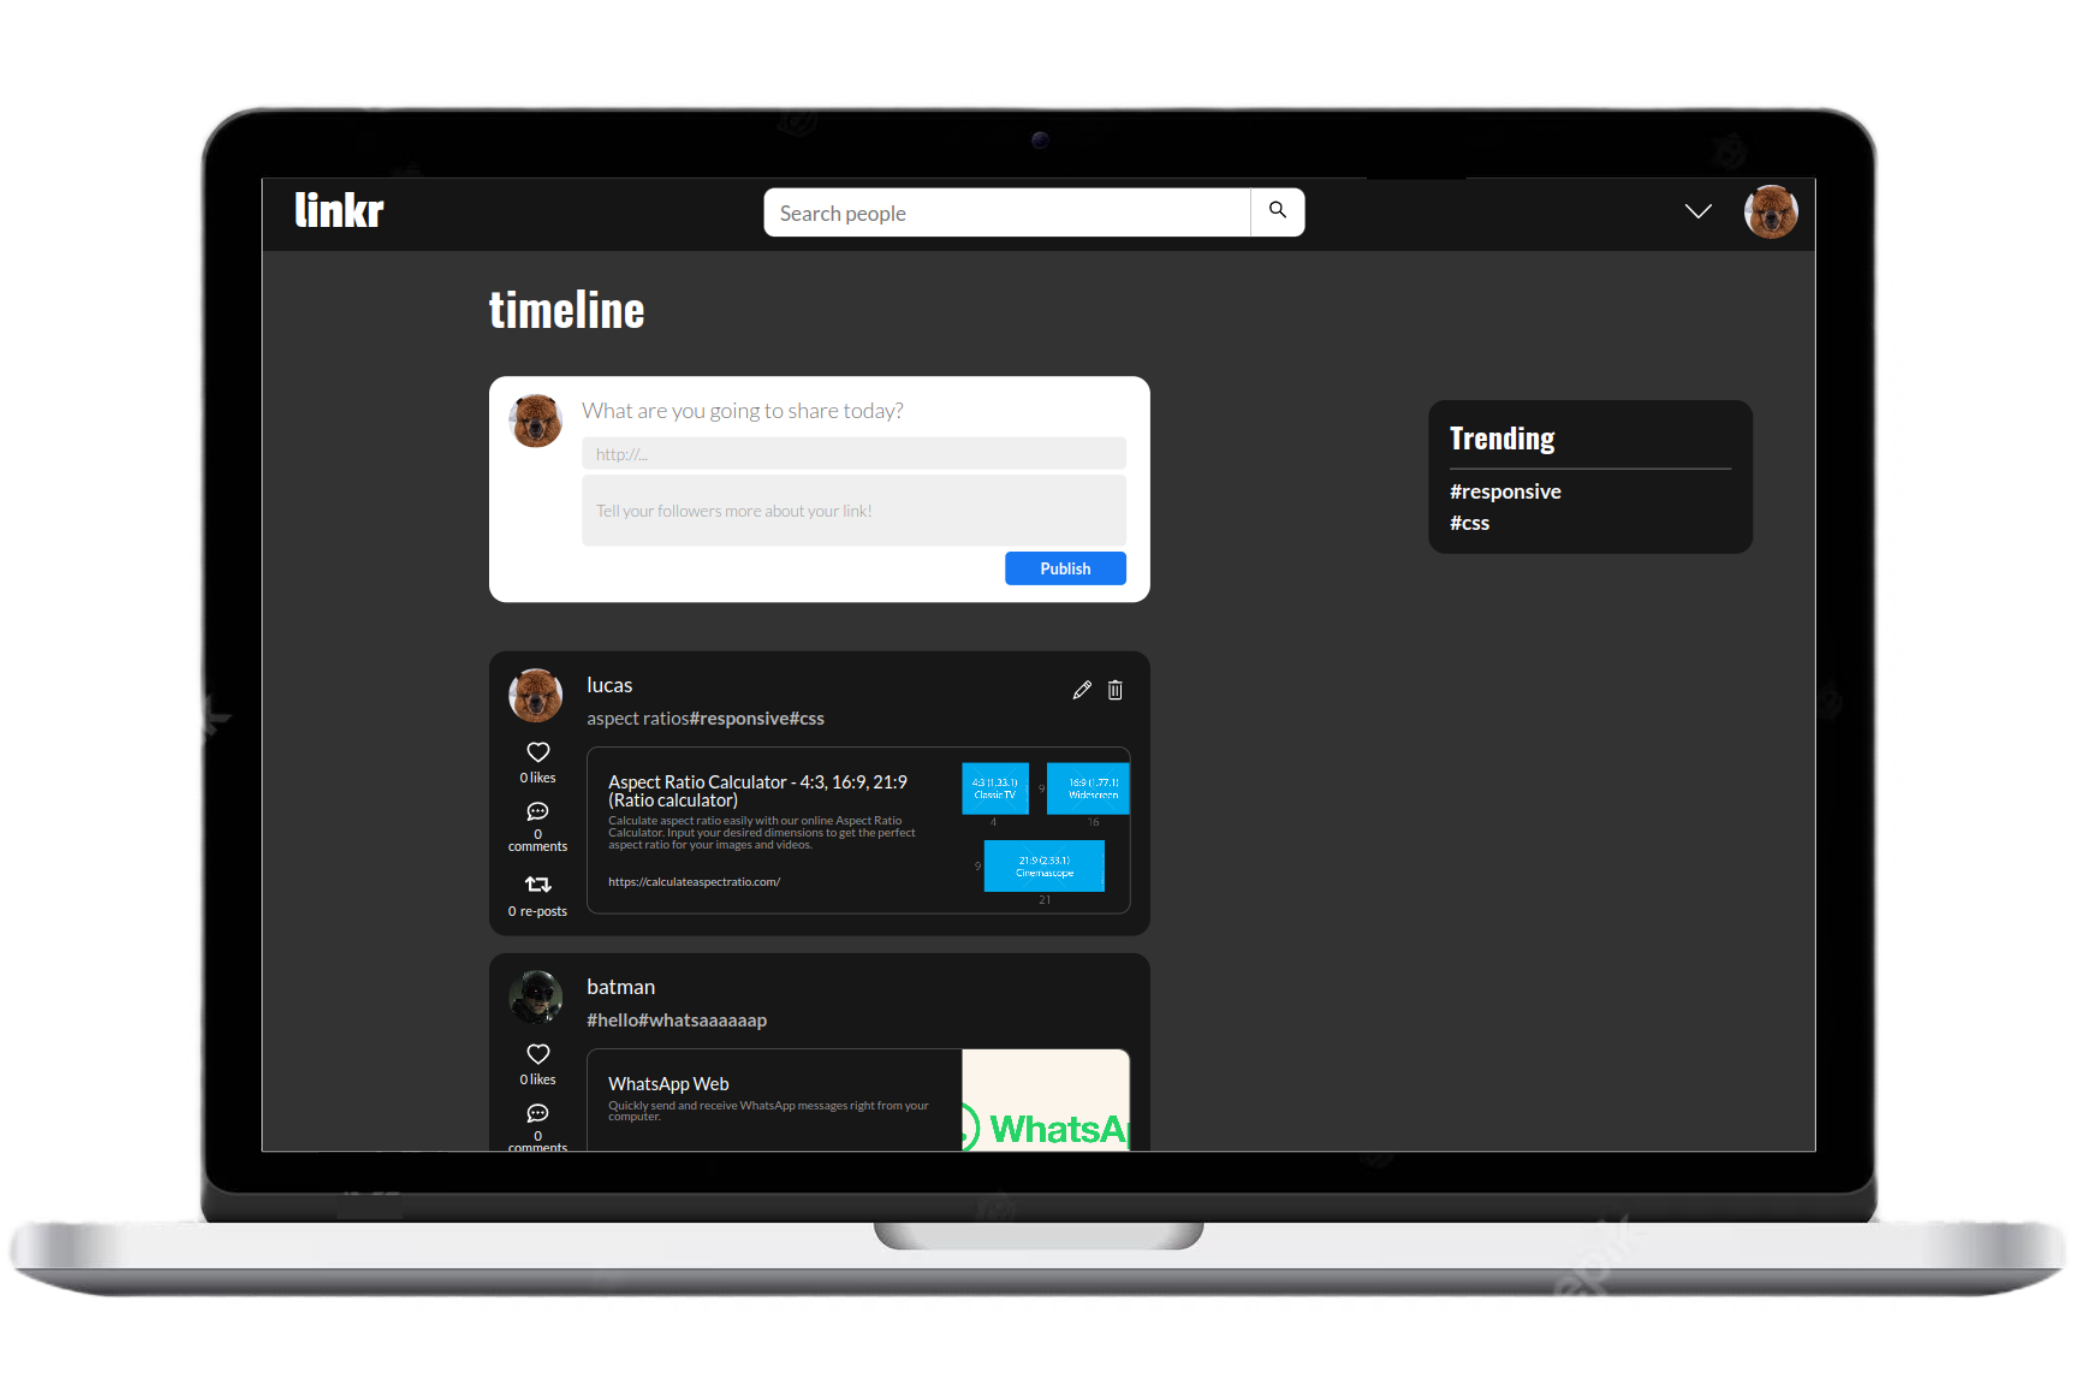 linkr
Search people
timeline
What are you going to share today?
http://...
Tell your followers more about your link!
Publish
Trending
#responsive
#css
lucas
aspect ratios#responsive#css
0 likes
0
comments
0 re-posts
Aspect Ratio Calculator - 4:3, 16:9, 21:9
(Ratio calculator)
Calculate aspect ratio easily with our online Aspect Ratio
Calculator. Input your desired dimensions to get the perfect
aspect ratio for your images and videos.
https://calculateaspectratio.com/
4:3 (1.33:1)
Classic TV
4
9
16:9 (1.77:1)
Widescreen
16
9
21:9 (2.33:1)
Cinemascope
21
batman
#hello#whatsaaaaaap
0 likes
0
comments
WhatsApp Web
Quickly send and receive WhatsApp messages right from your
computer.
WhatsA